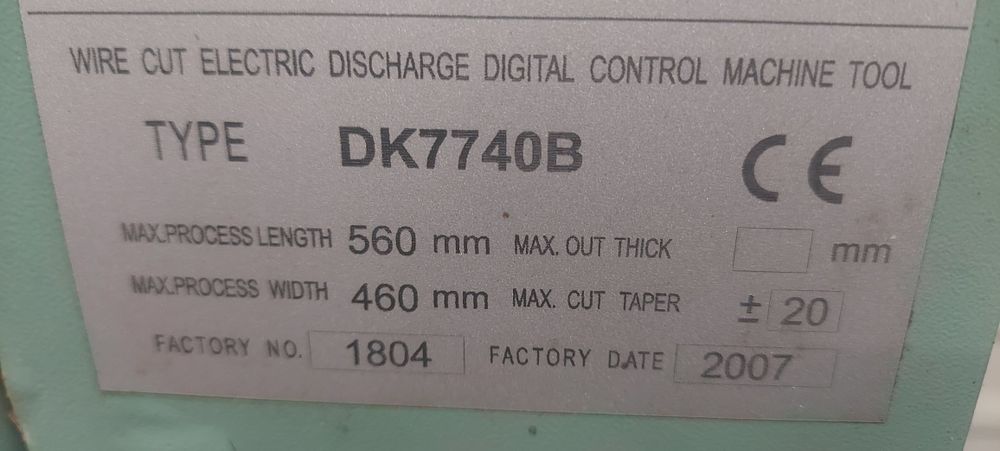 WIRE CUT ELECTRIC DISCHARGE DIGITAL CONTROL MACHINE TOOL
TYPE DK7740B CE
MAX.PROCESS LENGTH 560 mm MAX. OUT THICK mm
MAX.PROCESS WIDTH 460 mm MAX. CUT TAPER ± 20
FACTORY NO. 1804 FACTORY DATE 2007